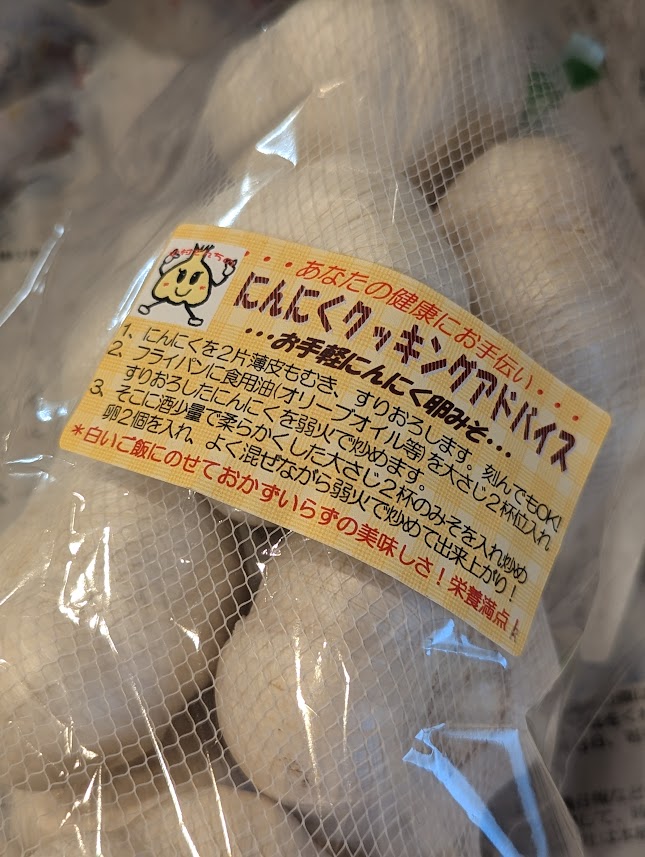 ・・・あなたの健康にお手伝い・・・
にんにくクッキングアドバイス
…お手軽にんにく卵みそ…
1、にんにくを2片薄皮もむき、すりおろします。刻んでもOK!
2、フライパンに食用油(オリーブオイル等)を大さじ2杯位入れ
すりおろしたにんにくを弱火で炒めます。
3、そこに酒少量で柔らかくした大さじ2杯のみそを入れ炒め
卵2個を入れ、よく混ぜながら弱火で炒めて出来上がり!
*白いご飯にのせておかずいらずの美味しさ!栄養満点!